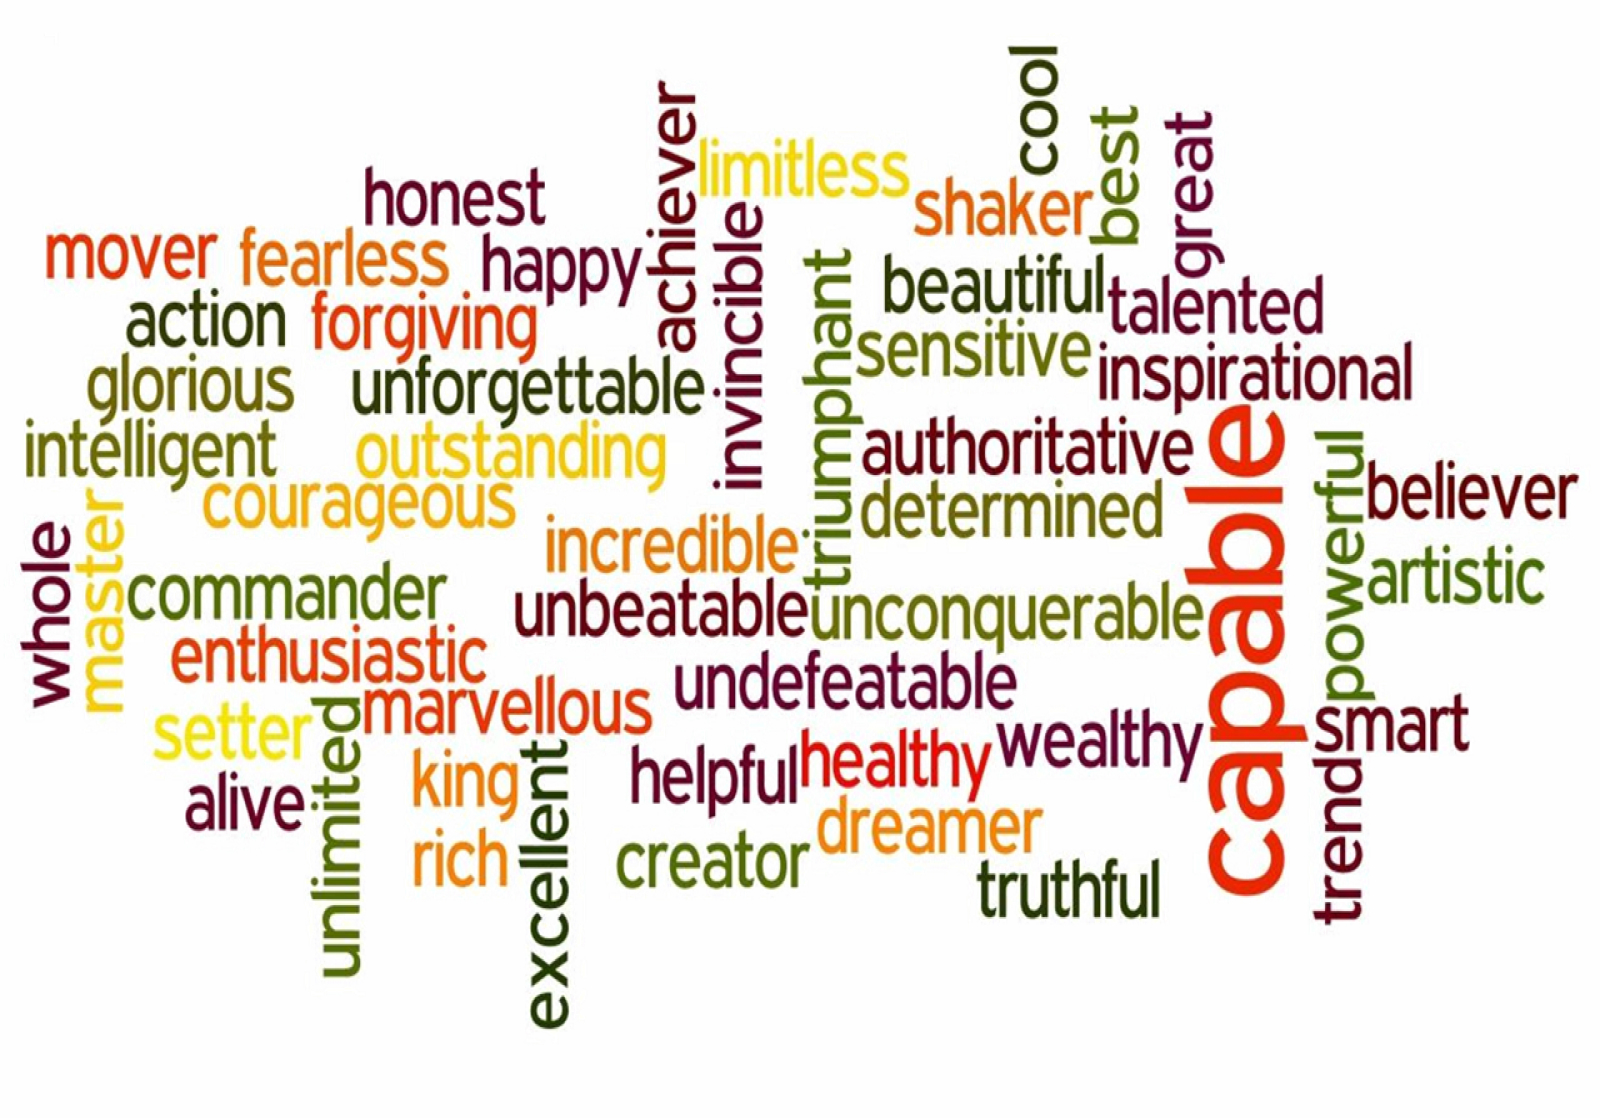 cool
best
great
achiever
limitless
honest
shaker
mover
fearless
happy
invincible
beautiful
talented
action
forgiving
triumphant
sensitive
inspirational
glorious
unforgettable
intelligent
outstanding
authoritative
capable
powerful
believer
courageous
determined
whole
master
incredible
artistic
commander
unbeatable
unconquerable
enthusiastic
undefeatable
setter
unlimited
marvellous
wealthy
smart
alive
king
excellent
helpful
healthy
trend
rich
creator
dreamer
truthful